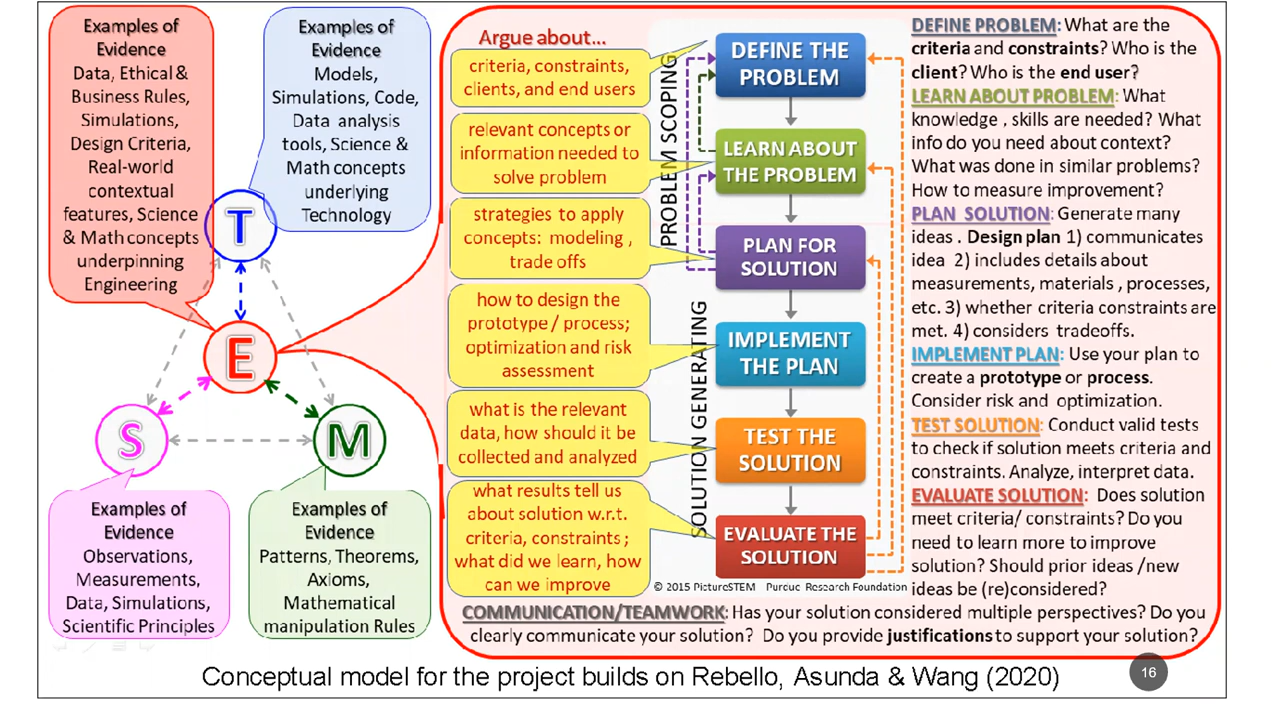 Examples of
Evidence
Data, Ethical &
Business Rules,
Simulations,
Design Criteria,
Real-world
contextual
features, Science
& Math concepts
underpinning
Engineering
Examples of
Evidence
Models,
Simulations, Code,
Data analysis
tools, Science &
Math concepts
underlying
Technology
T
E
S
M
Examples of
Evidence
Observations,
Measurements,
Data, Simulations,
Scientific Principles
Examples of
Evidence
Patterns, Theorems,
Axioms,
Mathematical
manipulation Rules
Argue about...
criteria, constraints,
clients, and end users
relevant concepts or
information needed to
solve problem
strategies to apply
concepts: modeling ,
trade offs
how to design the
prototype / process;
optimization and risk
assessment
what is the relevant
data, how should it be
collected and analyzed
what results tell us
about solution w.r.t.
criteria, constraints ;
what did we learn, how
can we improve
PROBLEM SCOPING
SOLUTION GENERATING
DEFINE THE
PROBLEM
LEARN ABOUT
THE PROBLEM
PLAN FOR
SOLUTION
IMPLEMENT
THE PLAN
TEST THE
SOLUTION
EVALUATE THE
SOLUTION
© 2015 PictureSTEM Purdue Research Foundation
DEFINE PROBLEM: What are the
criteria and constraints? Who is the
client? Who is the end user?
LEARN ABOUT PROBLEM: What
knowledge , skills are needed? What
info do you need about context?
What was done in similar problems?
How to measure improvement?
PLAN SOLUTION: Generate many
ideas . Design plan 1) communicates
idea 2) includes details about
measurements, materials , processes,
etc. 3) whether criteria constraints are
met. 4) considers tradeoffs.
IMPLEMENT PLAN: Use your plan to
create a prototype or process.
Consider risk and optimization.
TEST SOLUTION: Conduct valid tests
to check if solution meets criteria and
constraints. Analyze, interpret data.
EVALUATE SOLUTION: Does solution
meet criteria/ constraints? Do you
need to learn more to improve
solution? Should prior ideas /new
ideas be (re)considered?
COMMUNICATION/TEAMWORK: Has your solution considered multiple perspectives? Do you
clearly communicate your solution? Do you provide justifications to support your solution?
Conceptual model for the project builds on Rebello, Asunda & Wang (2020)
16